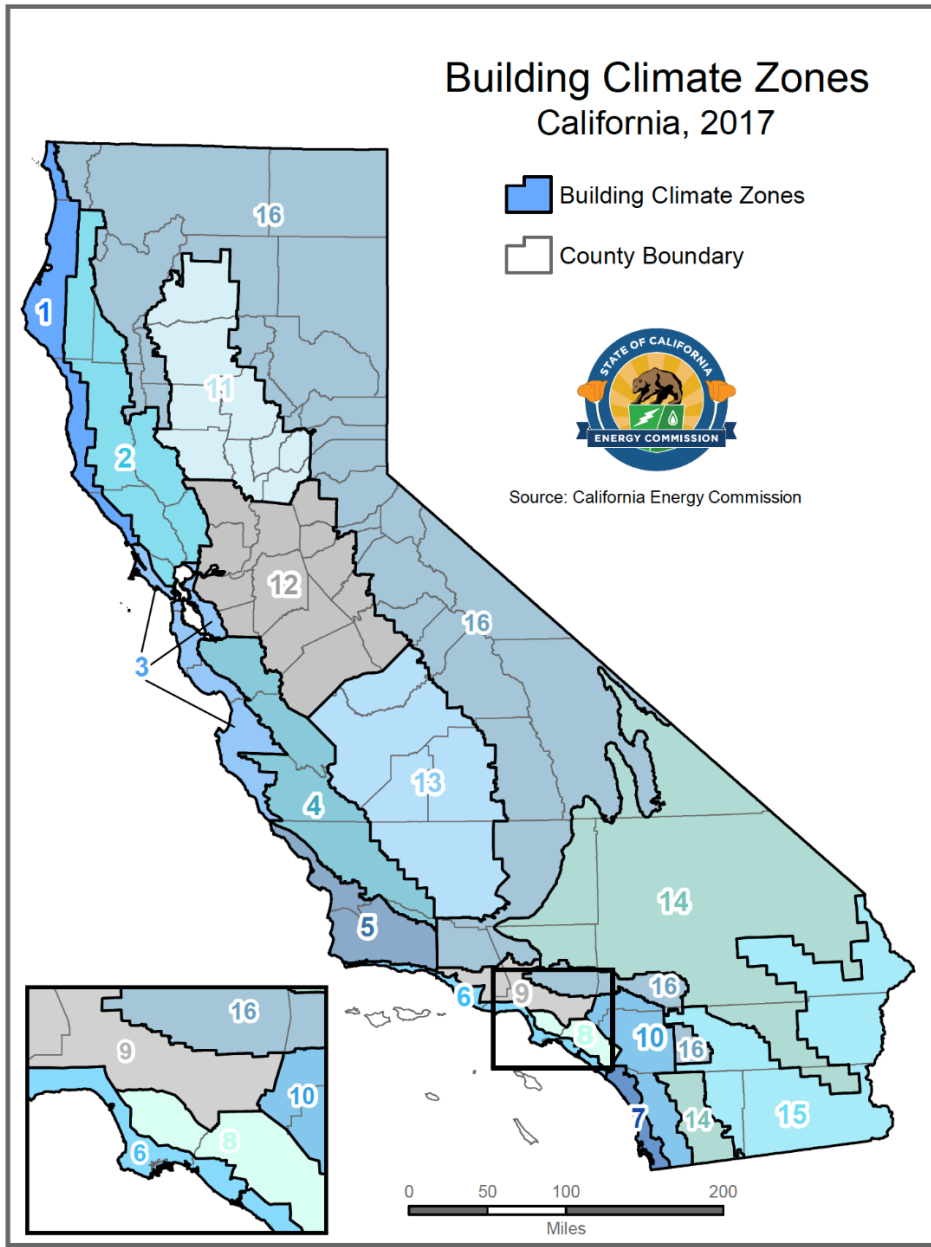 Building Climate Zones
California, 2017
Building Climate Zones
County Boundary
STATE OF CALIFORNIA
ENERGY COMMISSION
Source: California Energy Commission
16
1
11
2
12
16
3
13
4
14
5
6
9
16
8
10
16
7
14
15
16
9
10
8
6
0 50 100 200
Miles